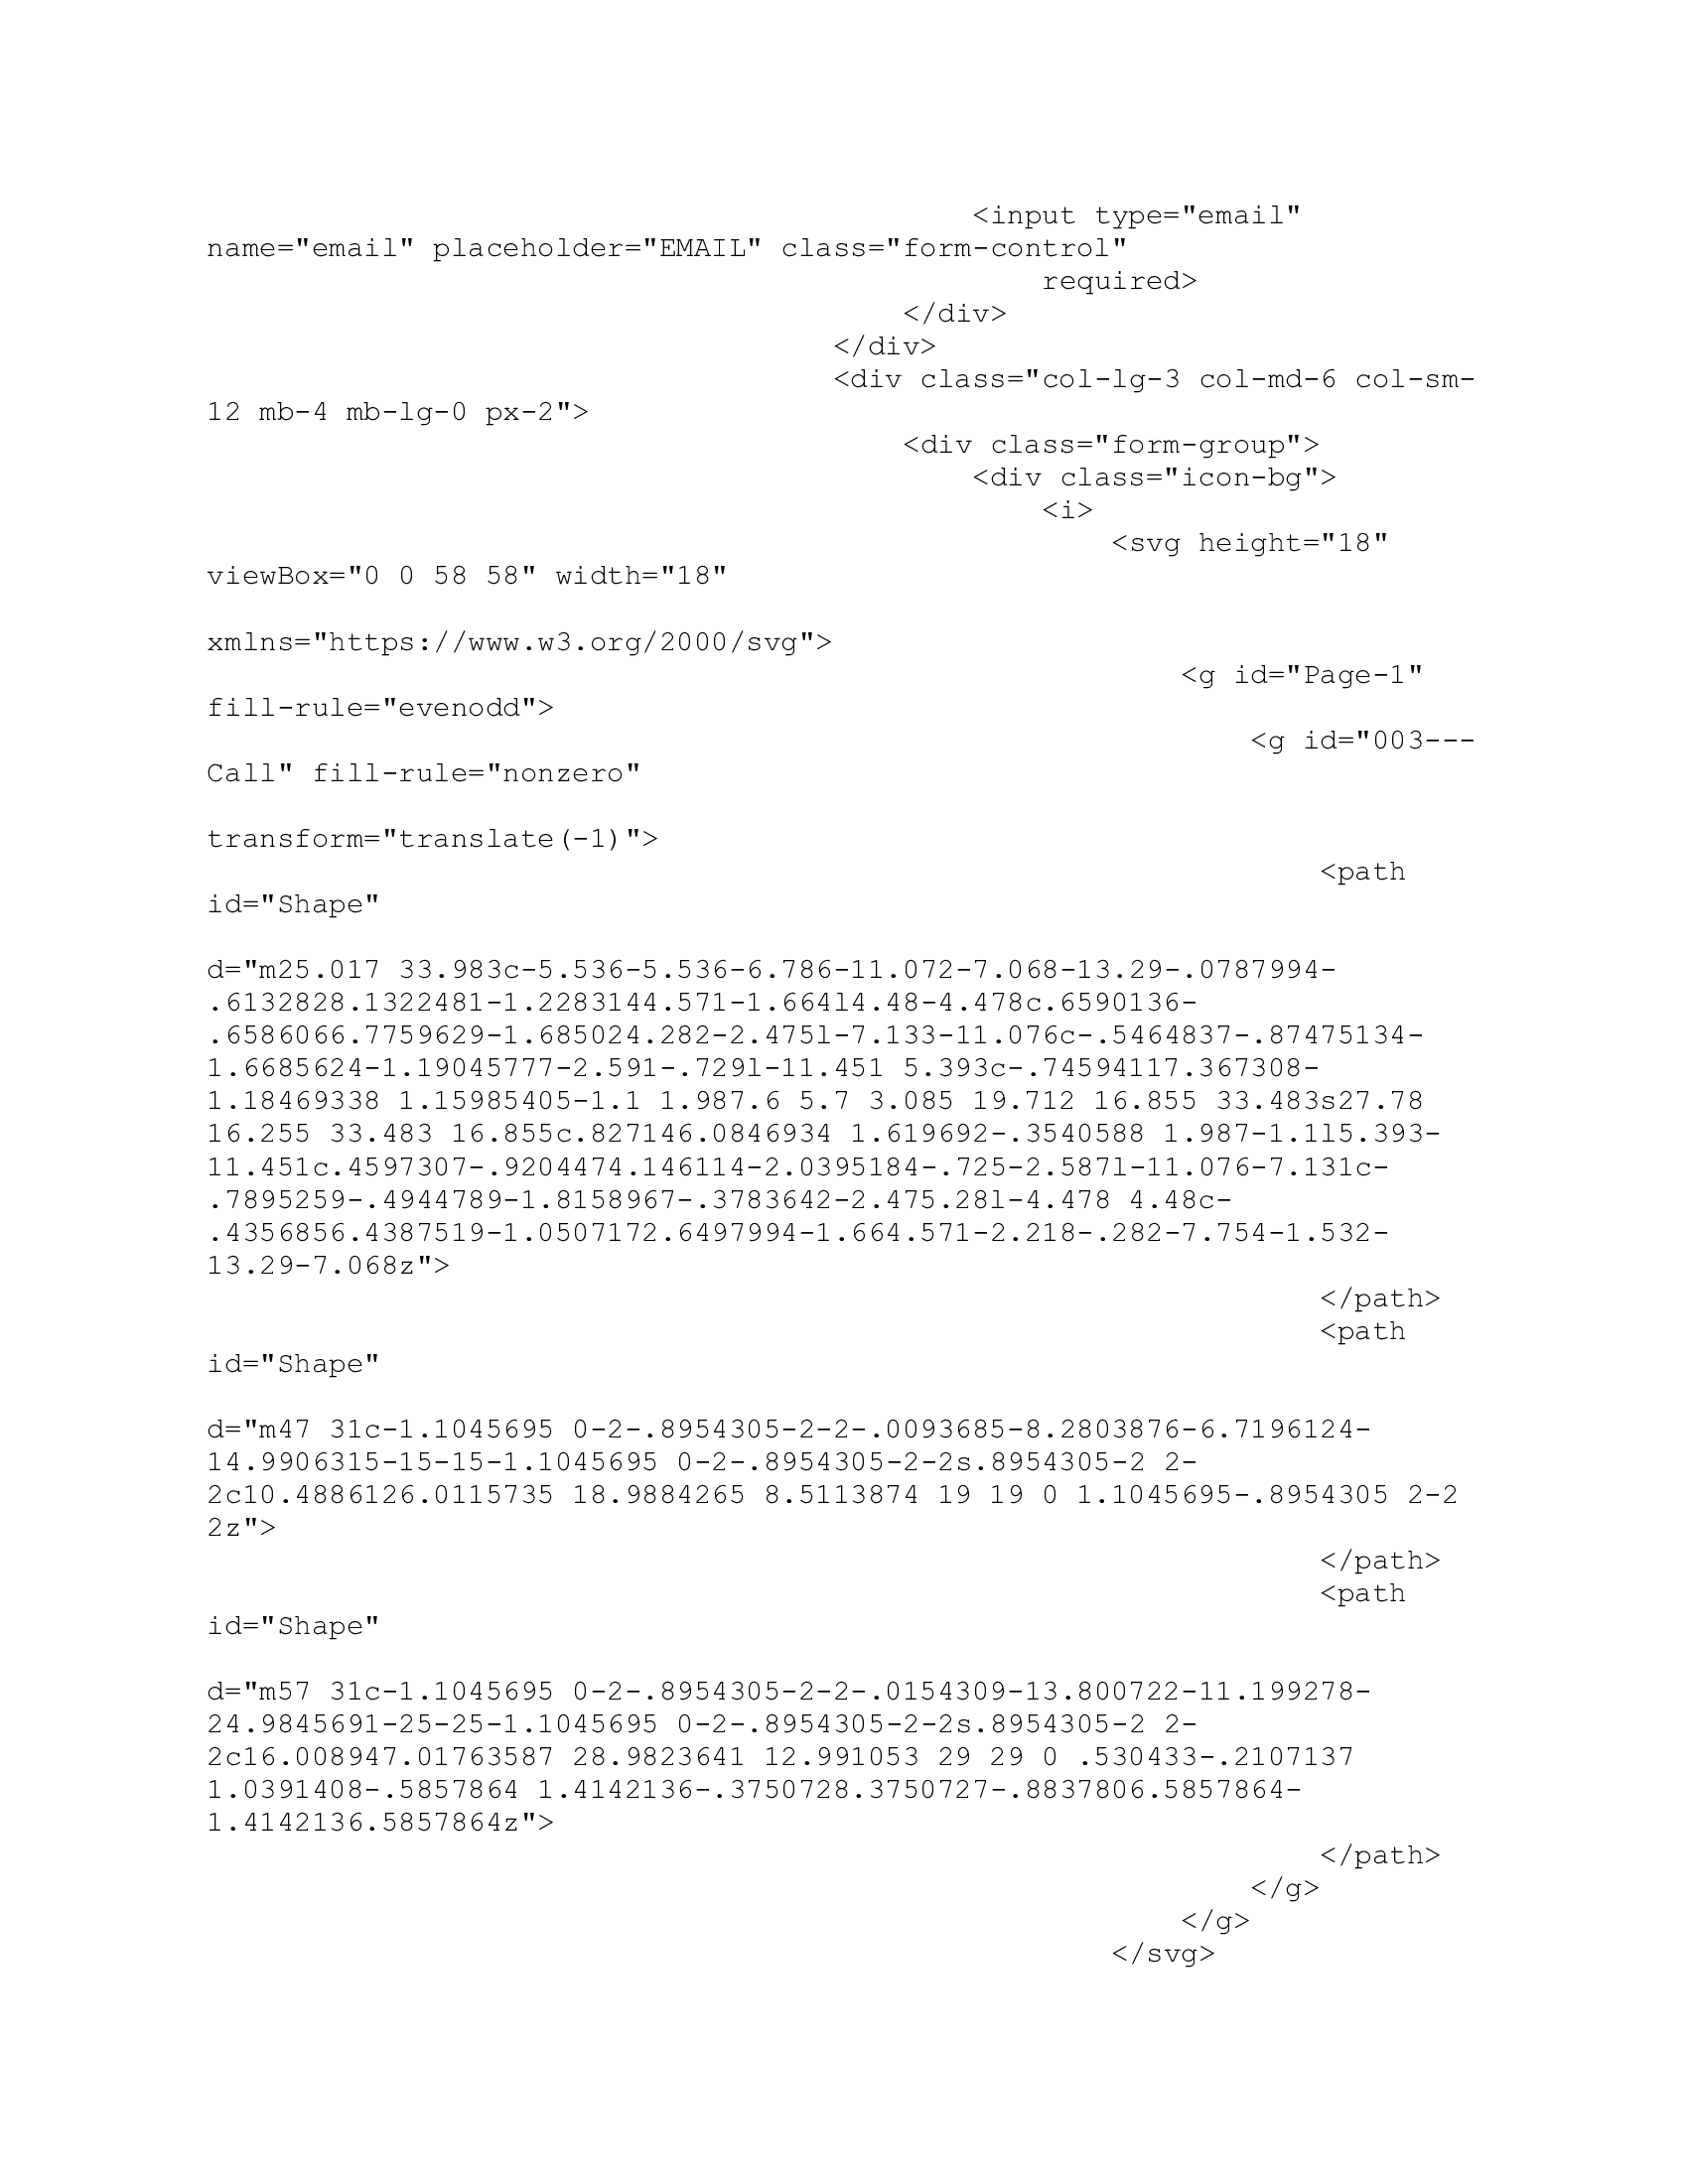 <input type="email"
name="email" placeholder="EMAIL" class="form-control"
required>
</div>
</div>
<div class="col-lg-3 col-md-6 col-sm-
12 mb-4 mb-lg-0 px-2">
<div class="form-group">
<div class="icon-bg">
<i>
<svg height="18"
viewBox="0 0 58 58" width="18"
xmlns="https://www.w3.org/2000/svg">
<g id="Page-1"
fill-rule="evenodd">
<g id="003---
Call" fill-rule="nonzero"
transform="translate(-1)">
<path
id="Shape"
d="m25.017 33.983c-5.536-5.536-6.786-11.072-7.068-13.29-.0787994-
.6132828.1322481-1.2283144.571-1.664l4.48-4.478c.6590136-
.6586066.7759629-1.685024.282-2.475l-7.133-11.076c-.5464837-.87475134-
1.6685624-1.19045777-2.591-.729l-11.451 5.393c-.74594117.367308-
1.18469338 1.15985405-1.1 1.987.6 5.7 3.085 19.712 16.855 33.483s27.78
16.255 33.483 16.855c.827146.0846934 1.619692-.3540588 1.987-1.1l5.393-
11.451c.4597307-.9204474.146114-2.0395184-.725-2.587l-11.076-7.131c-
.7895259-.4944789-1.8158967-.3783642-2.475.28l-4.478 4.48c-
.4356856.4387519-1.0507172.6497994-1.664.571-2.218-.282-7.754-1.532-
13.29-7.068z">
</path>
<path
id="Shape"
d="m47 31c-1.1045695 0-2-.8954305-2-2-.0093685-8.2803876-6.7196124-
14.9906315-15-15-1.1045695 0-2-.8954305-2-2s.8954305-2 2-
2c10.4886126.0115735 18.9884265 8.5113874 19 19 0 1.1045695-.8954305 2-2
2z">
</path>
<path
id="Shape"
d="m57 31c-1.1045695 0-2-.8954305-2-2-.0154309-13.800722-11.199278-
24.9845691-25-25-1.1045695 0-2-.8954305-2-2s.8954305-2 2-
2c16.008947.01763587 28.9823641 12.991053 29 29 0 .530433-.2107137
1.0391408-.5857864 1.4142136-.3750728.3750727-.8837806.5857864-
1.4142136.5857864z">
</path>
</g>
</g>
</svg>